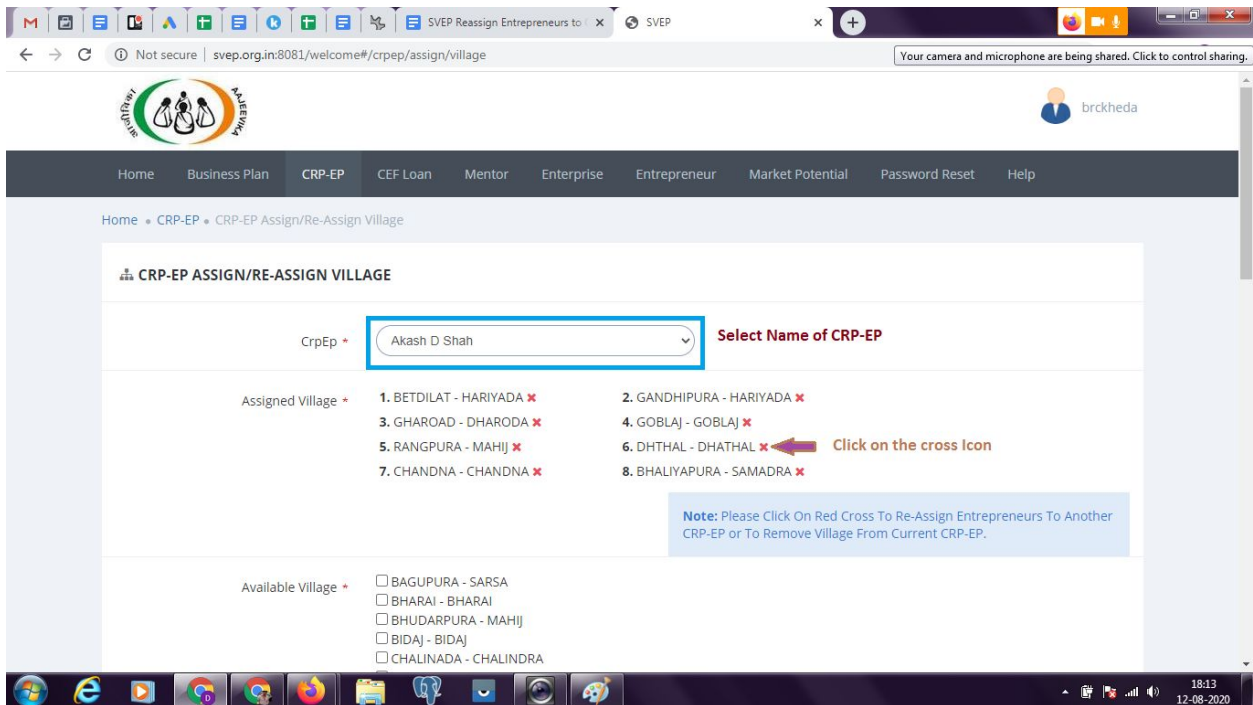 SVEP Reassign Entrepreneurs to
SVEP
Not secure | svep.org.in:8081/welcome#/crpep/assign/village
Your camera and microphone are being shared. Click to control sharing.
आजीविका
AAJEEVIKA
brckheda
Home Business Plan CRP-EP CEF Loan Mentor Enterprise Entrepreneur Market Potential Password Reset Help
Home • CRP-EP • CRP-EP Assign/Re-Assign Village
CRP-EP ASSIGN/RE-ASSIGN VILLAGE
CrpEp * Akash D Shah Select Name of CRP-EP
Assigned Village * 1. BETDILAT - HARIYADA 2. GANDHIPURA - HARIYADA
3. GHAROAD - DHARODA 4. GOBLAJ - GOBLAJ
5. RANGPURA - MAHIJ 6. DHTHAL - DHATHAL Click on the cross Icon
7. CHANDNA - CHANDNA 8. BHALIYAPURA - SAMADRA
Note: Please Click On Red Cross To Re-Assign Entrepreneurs To Another
CRP-EP or To Remove Village From Current CRP-EP.
Available Village * BAGUPURA - SARSA
BHARAI - BHARAI
BHUDARPURA - MAHIJ
BIDAJ - BIDAJ
CHALINADA - CHALINDRA
18:13
12-08-2020